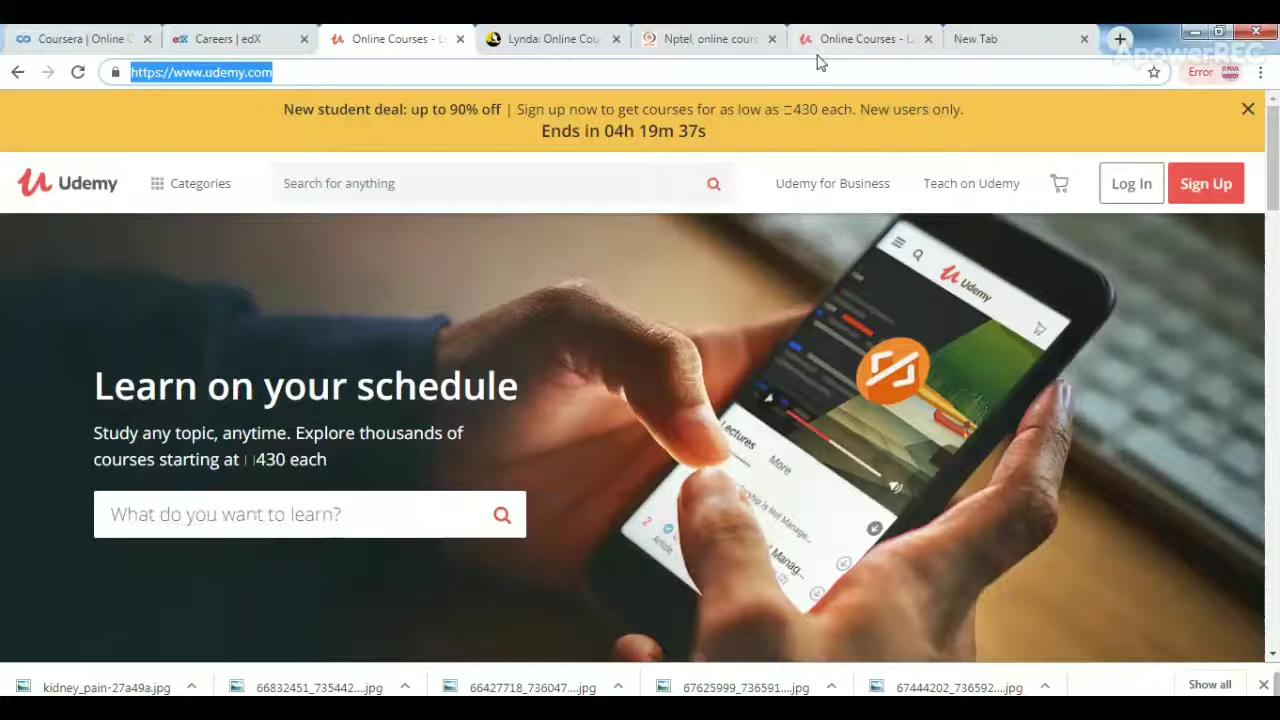 Coursera | Online C
Careers | edX
Online Courses - Le
Lynda: Online Cou
Nptel, online cours
Online Courses - Le
New Tab
ApowerREC
https://www.udemy.com
Error
New student deal: up to 90% off | Sign up now to get courses for as low as □430 each. New users only.
Ends in 04h 19m 37s
Udemy
Categories
Search for anything
Udemy for Business
Teach on Udemy
Log In
Sign Up
Udemy
Learn on your schedule
Study any topic, anytime. Explore thousands of
courses starting at □430 each
What do you want to learn?
Lectures
More
2
Article
kidney_pain-27a49a.jpg
66832451_735442....jpg
66427718_736047....jpg
67625999_736591....jpg
67444202_736592....jpg
Show all